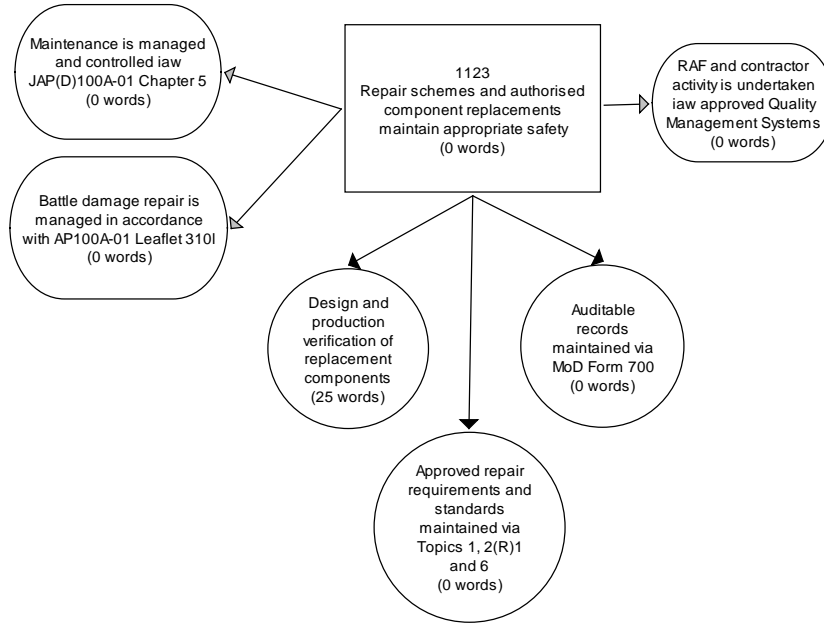 Maintenance is managed
and controlled iaw
JAP(D)100A-01 Chapter 5
(0 words)
1123
Repair schemes and authorised
component replacements
maintain appropriate safety
(0 words)
RAF and contractor
activity is undertaken
iaw approved Quality
Management Systems
(0 words)
Battle damage repair is
managed in accordance
with AP100A-01 Leaflet 310I
(0 words)
Design and
production
verification of
replacement
components
(25 words)
Auditable
records
maintained via
MoD Form 700
(0 words)
Approved repair
requirements and
standards
maintained via
Topics 1, 2(R)1
and 6
(0 words)